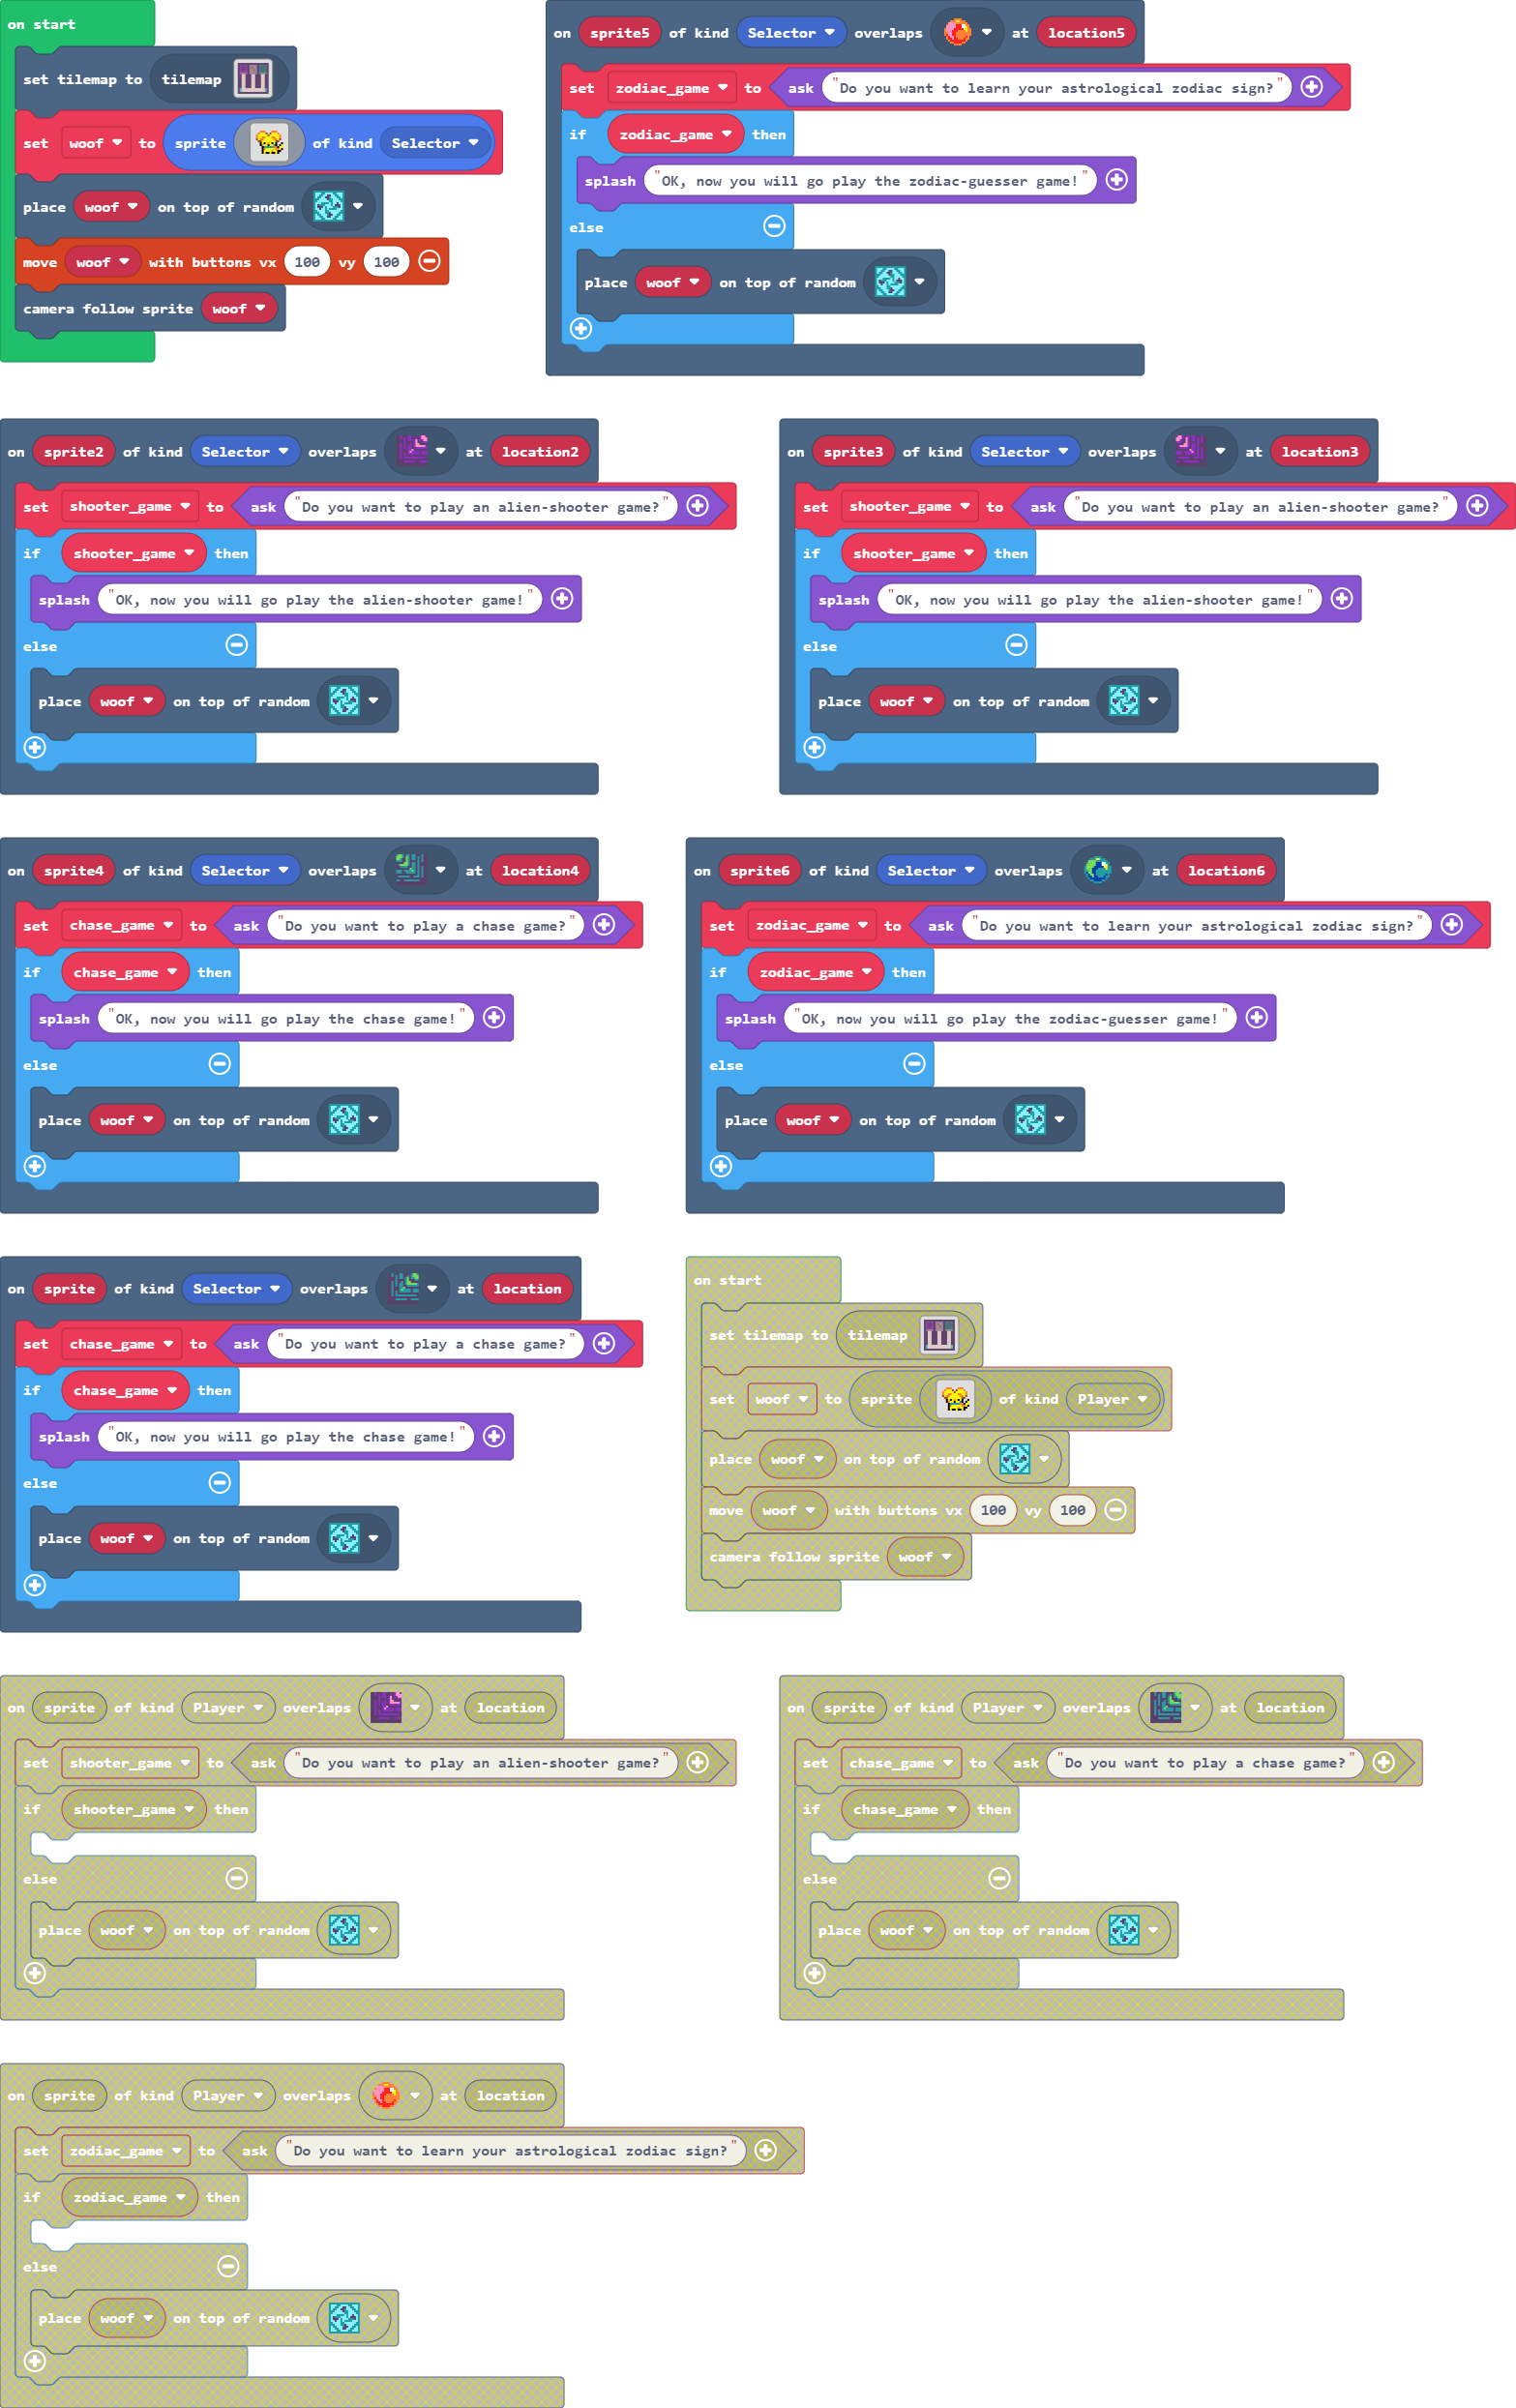 on start
set tilemap to tilemap
set woof to sprite of kind Selector
place woof on top of random
move woof with buttons vx 100 vy 100
camera follow sprite woof
on sprite5 of kind Selector overlaps at location5
set zodiac_game to ask "Do you want to learn your astrological zodiac sign?"
if zodiac_game then
splash "OK, now you will go play the zodiac-guesser game!"
else
place woof on top of random
on sprite2 of kind Selector overlaps at location2
set shooter_game to ask "Do you want to play an alien-shooter game?"
if shooter_game then
splash "OK, now you will go play the alien-shooter game!"
else
place woof on top of random
on sprite3 of kind Selector overlaps at location3
set shooter_game to ask "Do you want to play an alien-shooter game?"
if shooter_game then
splash "OK, now you will go play the alien-shooter game!"
else
place woof on top of random
on sprite4 of kind Selector overlaps at location4
set chase_game to ask "Do you want to play a chase game?"
if chase_game then
splash "OK, now you will go play the chase game!"
else
place woof on top of random
on sprite6 of kind Selector overlaps at location6
set zodiac_game to ask "Do you want to learn your astrological zodiac sign?"
if zodiac_game then
splash "OK, now you will go play the zodiac-guesser game!"
else
place woof on top of random
on sprite of kind Selector overlaps at location
set chase_game to ask "Do you want to play a chase game?"
if chase_game then
splash "OK, now you will go play the chase game!"
else
place woof on top of random
on start
set tilemap to tilemap
set woof to sprite of kind Player
place woof on top of random
move woof with buttons vx 100 vy 100
camera follow sprite woof
on sprite of kind Player overlaps at location
set shooter_game to ask "Do you want to play an alien-shooter game?"
if shooter_game then
else
place woof on top of random
on sprite of kind Player overlaps at location
set chase_game to ask "Do you want to play a chase game?"
if chase_game then
else
place woof on top of random
on sprite of kind Player overlaps at location
set zodiac_game to ask "Do you want to learn your astrological zodiac sign?"
if zodiac_game then
else
place woof on top of random